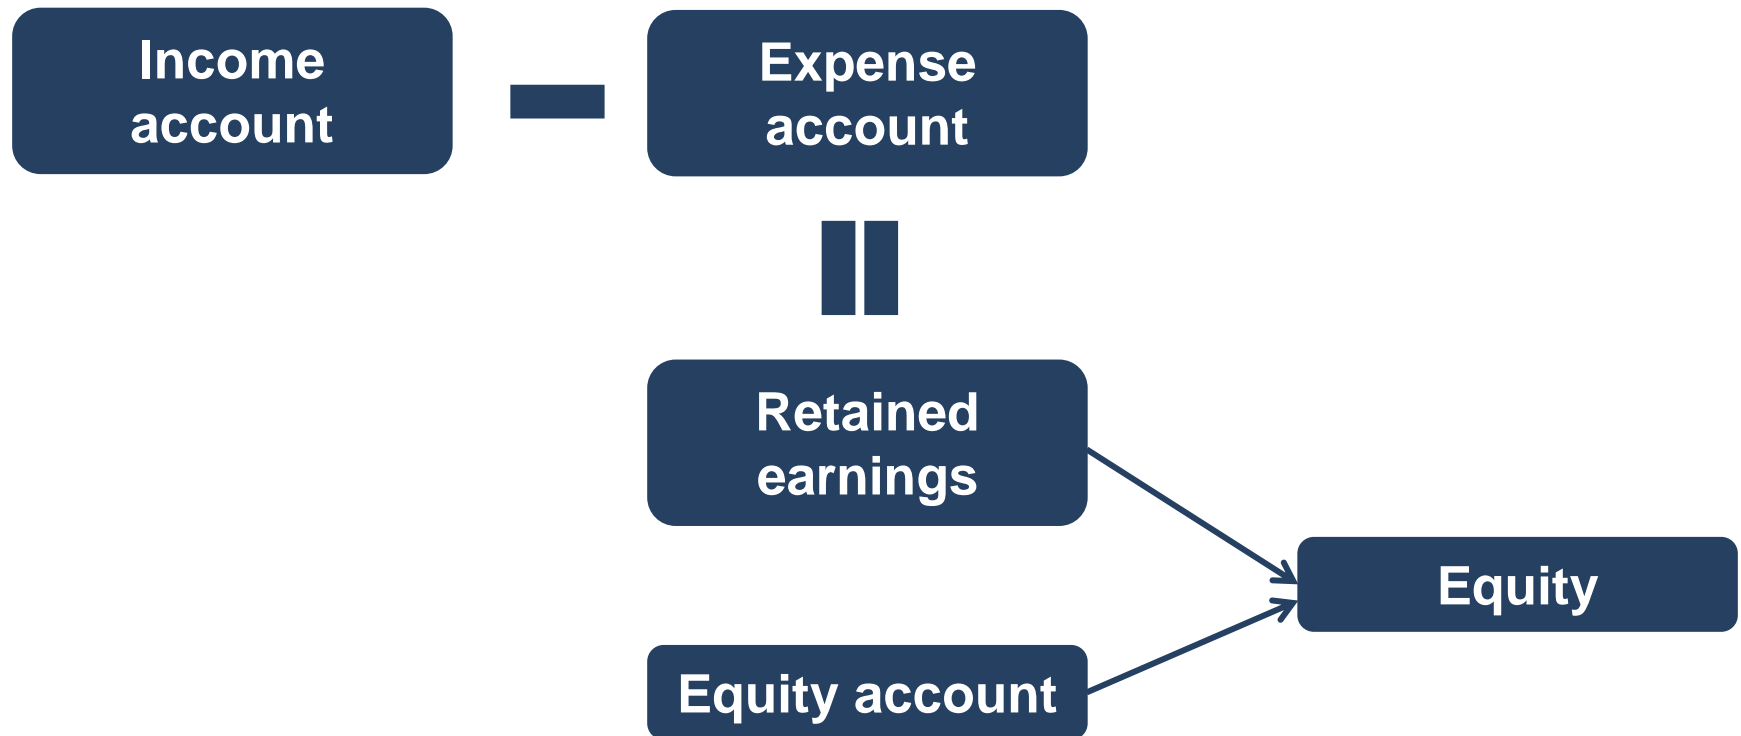 Income
account
Expense
account
Retained
earnings
Equity
Equity account